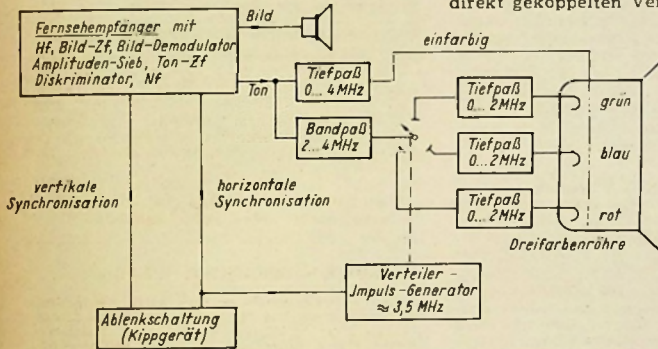 direkt gekoppelten Ver
Fernsehempfänger mit
Hf, Bild-Zf, Bild-Demodulator
Amplituden-Sieb, Ton-Zf
Diskriminator, Nf
Bild
Ton
einfarbig
Tiefpaß
0... 4MHz
Bandpaß
2... 4MHz
Tiefpaß
0... 2MHz
grün
Tiefpaß
0... 2MHz
blau
Tiefpaß
0... 2MHz
rot
Dreifarbenröhre
vertikale
Synchronisation
horizontale
Synchronisation
Verteiler-
Jmpuls-Generator
≈ 3,5 MHz
Ablenkschaltung
(Kippgerät)